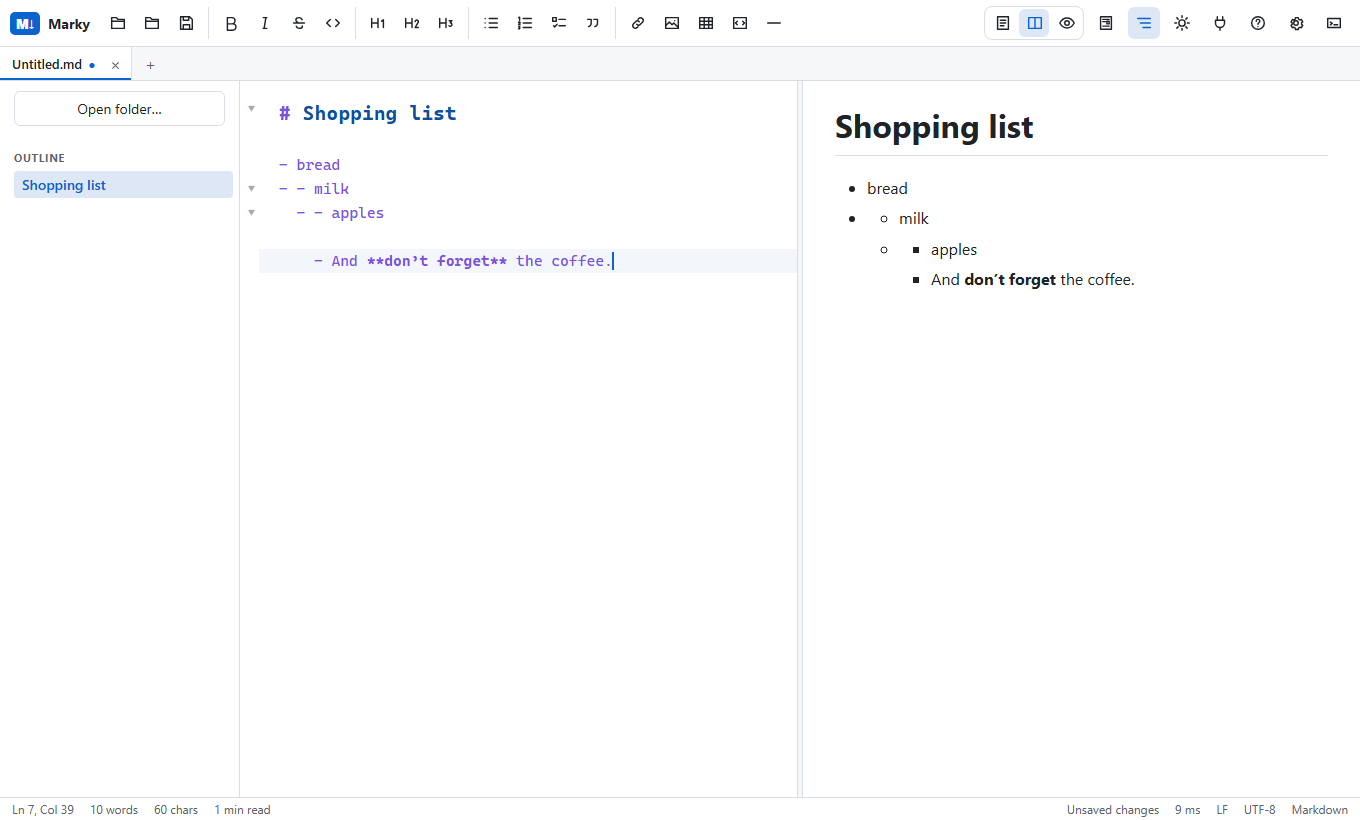 M↓ Marky B I S <> H1 H2 H3
Untitled.md ● × +
Open folder...
OUTLINE
Shopping list
# Shopping list
- bread
- - milk
- - apples
- And **don't forget** the coffee.
Shopping list
• bread
• ◦ milk
◦ ▪ apples
▪ And don't forget the coffee.
Ln 7, Col 39 10 words 60 chars 1 min read
Unsaved changes 9 ms LF UTF-8 Markdown